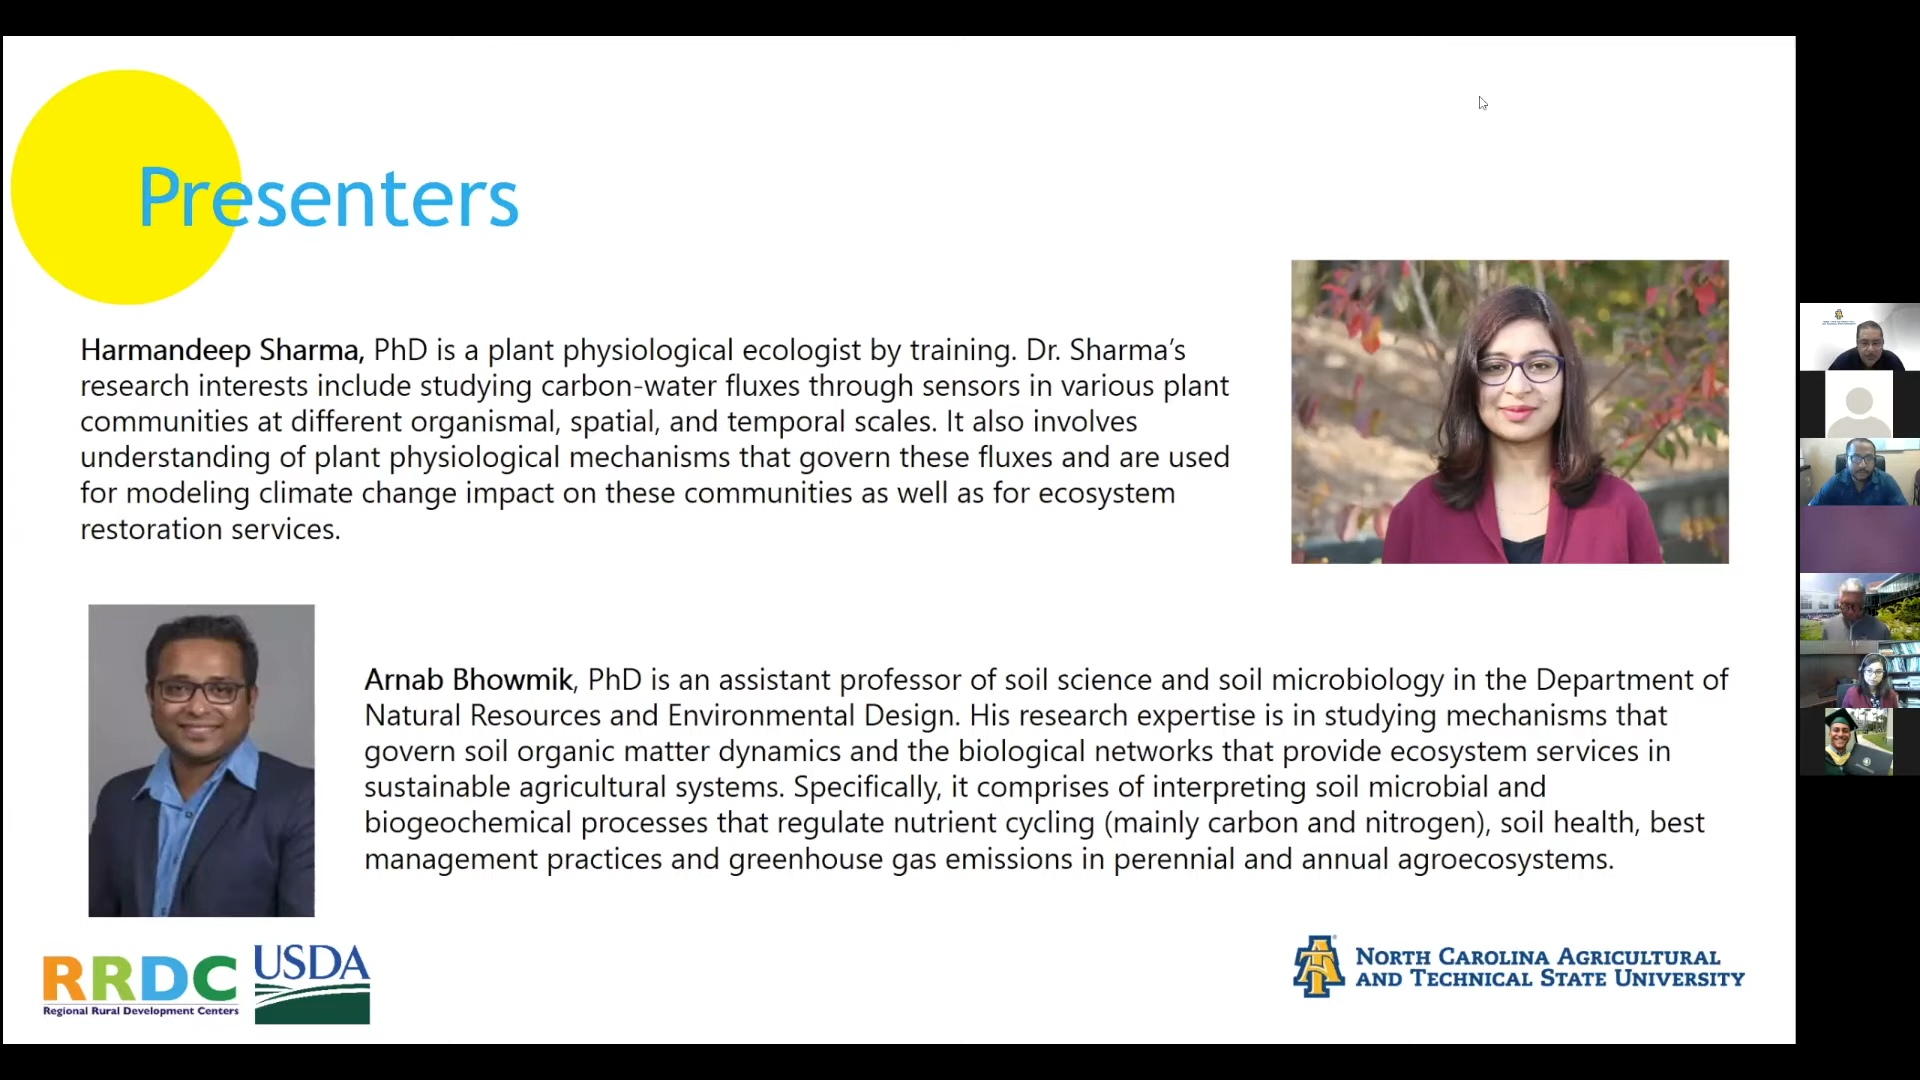 Presenters
Harmandeep Sharma, PhD is a plant physiological ecologist by training. Dr. Sharma's
research interests include studying carbon-water fluxes through sensors in various plant
communities at different organismal, spatial, and temporal scales. It also involves
understanding of plant physiological mechanisms that govern these fluxes and are used
for modeling climate change impact on these communities as well as for ecosystem
restoration services.
Arnab Bhowmik, PhD is an assistant professor of soil science and soil microbiology in the Department of
Natural Resources and Environmental Design. His research expertise is in studying mechanisms that
govern soil organic matter dynamics and the biological networks that provide ecosystem services in
sustainable agricultural systems. Specifically, it comprises of interpreting soil microbial and
biogeochemical processes that regulate nutrient cycling (mainly carbon and nitrogen), soil health, best
management practices and greenhouse gas emissions in perennial and annual agroecosystems.
RRDC
Regional Rural Development Centers
USDA
NORTH CAROLINA AGRICULTURAL
AND TECHNICAL STATE UNIVERSITY